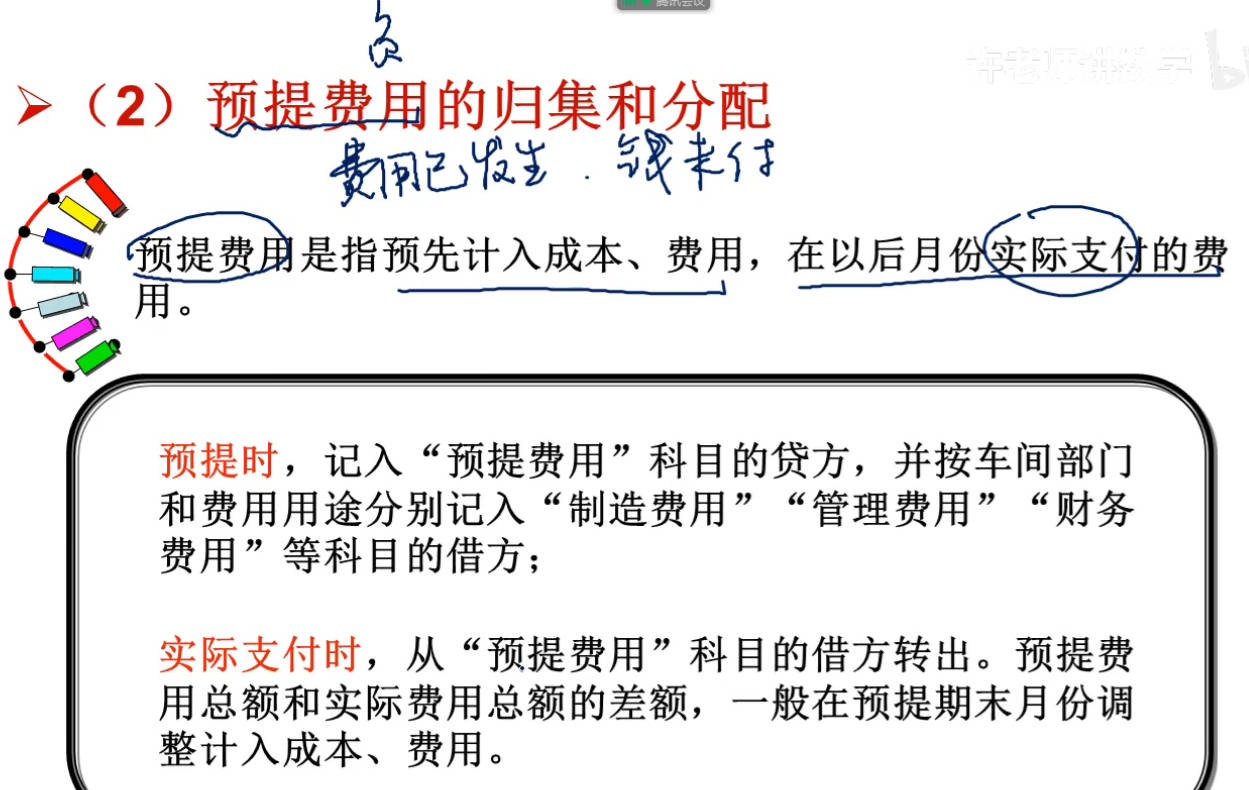 腾讯会议
负
（2）预提费用的归集和分配
费用已发生．钱未付
预提费用是指预先计入成本、费用，在以后月份实际支付的费
用。
预提时，记入“预提费用”科目的贷方，并按车间部门
和费用用途分别记入“制造费用”“管理费用”“财务
费用”等科目的借方；
实际支付时，从“预提费用”科目的借方转出。预提费
用总额和实际费用总额的差额，一般在预提期末月份调
整计入成本、费用。